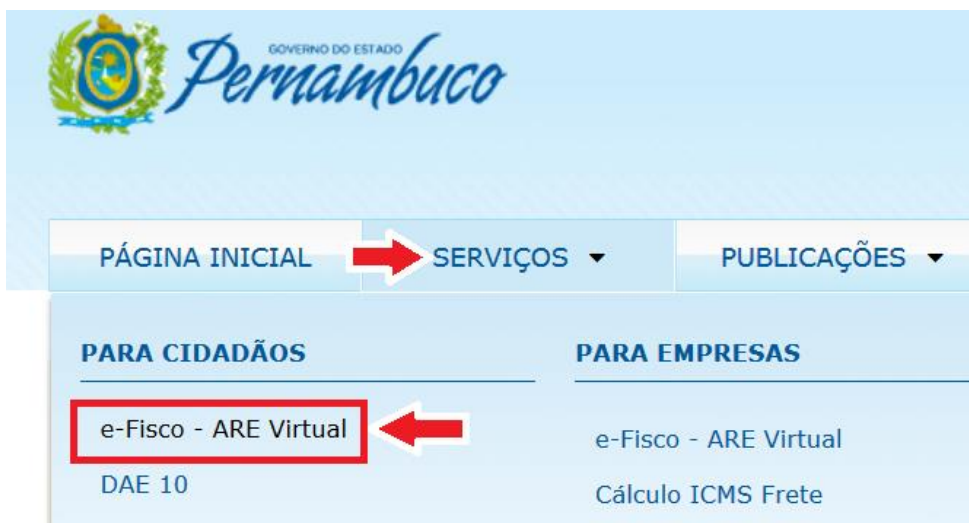 GOVERNO DO ESTADO
Pernambuco
PÁGINA INICIAL
SERVIÇOS
PUBLICAÇÕES
PARA CIDADÃOS
PARA EMPRESAS
e-Fisco - ARE Virtual
e-Fisco - ARE Virtual
DAE 10
Cálculo ICMS Frete